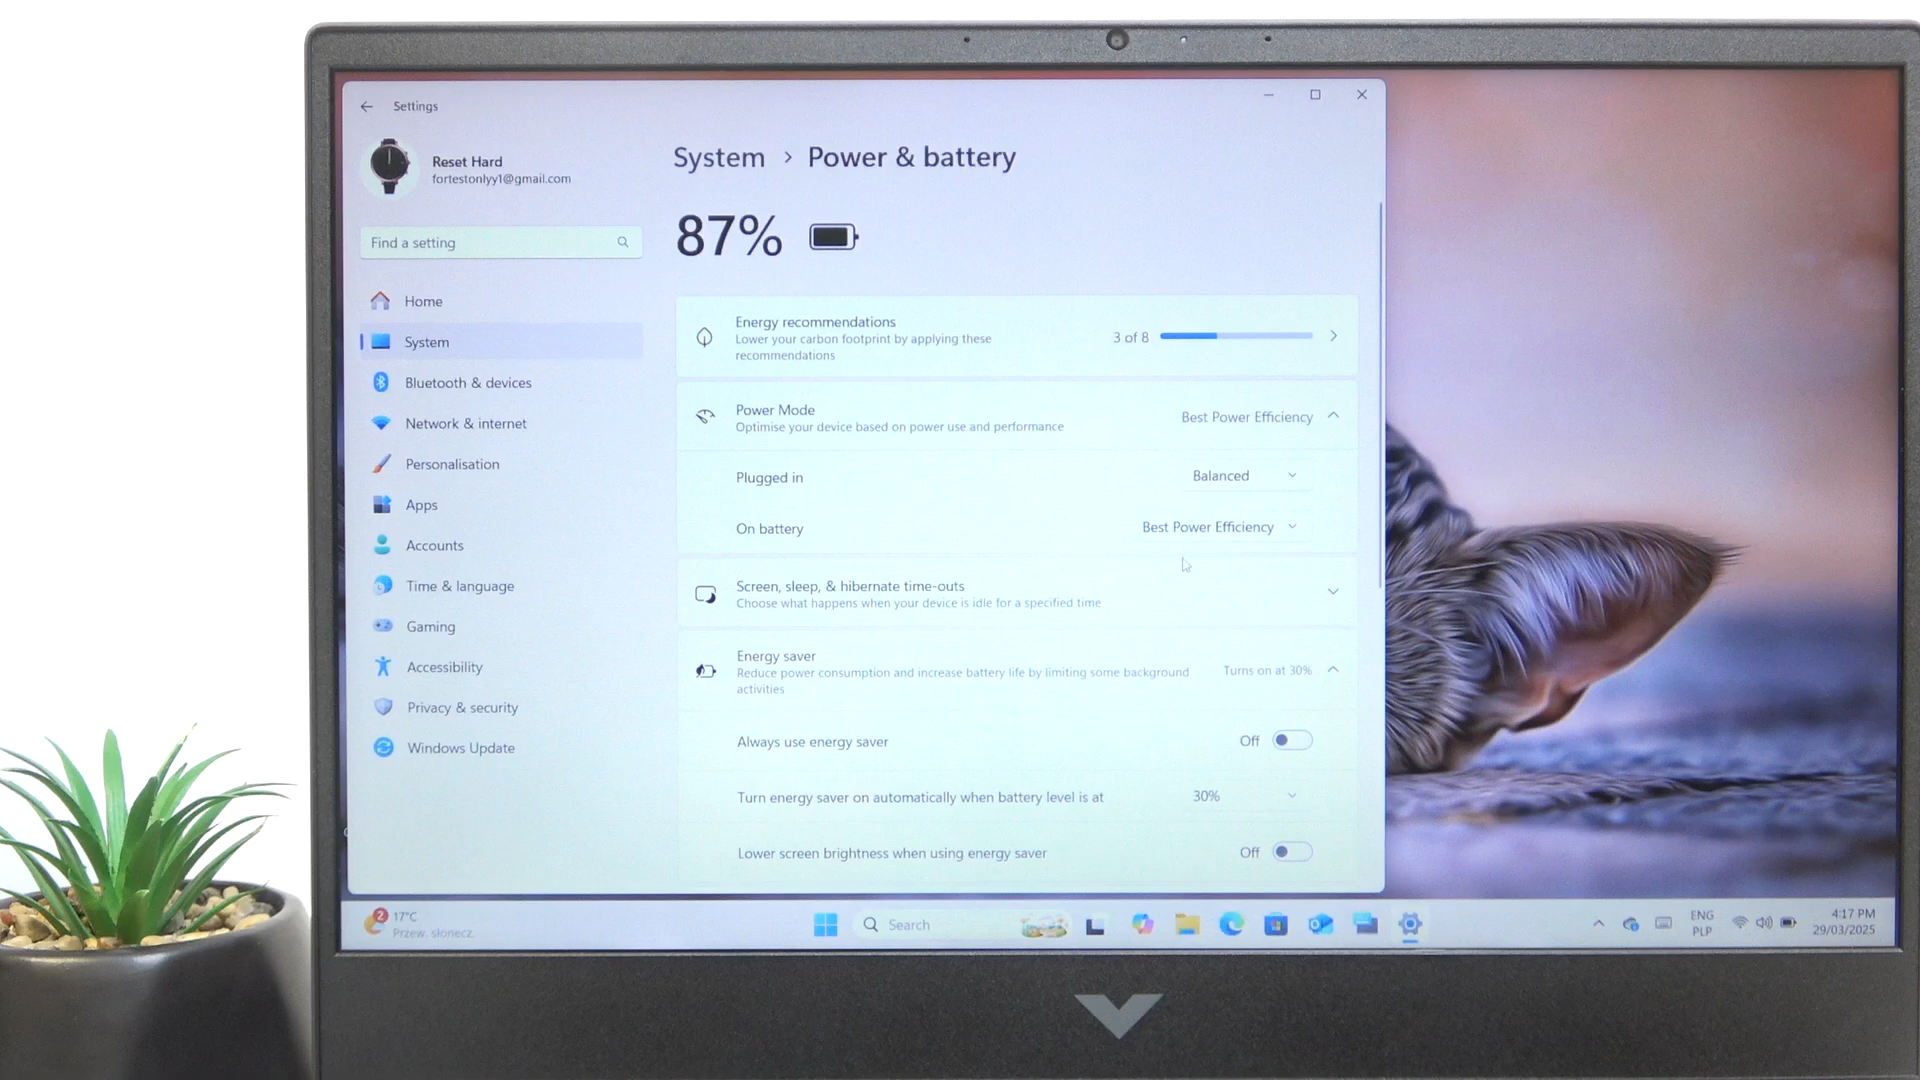 Settings
Reset Hard
fortestonlyy1@gmail.com
Find a setting
Home
System
Bluetooth & devices
Network & internet
Personalisation
Apps
Accounts
Time & language
Gaming
Accessibility
Privacy & security
Windows Update
System > Power & battery
87%
Energy recommendations
Lower your carbon footprint by applying these
recommendations
3 of 8
Power Mode
Optimise your device based on power use and performance
Best Power Efficiency
Plugged in
Balanced
On battery
Best Power Efficiency
Screen, sleep, & hibernate time-outs
Choose what happens when your device is idle for a specified time
Energy saver
Reduce power consumption and increase battery life by limiting some background
activities
Turns on at 30%
Always use energy saver
Off
Turn energy saver on automatically when battery level is at
30%
Lower screen brightness when using energy saver
Off
2
17°C
Przew. słonecz.
Search
ENG
PLP
4:17 PM
29/03/2025